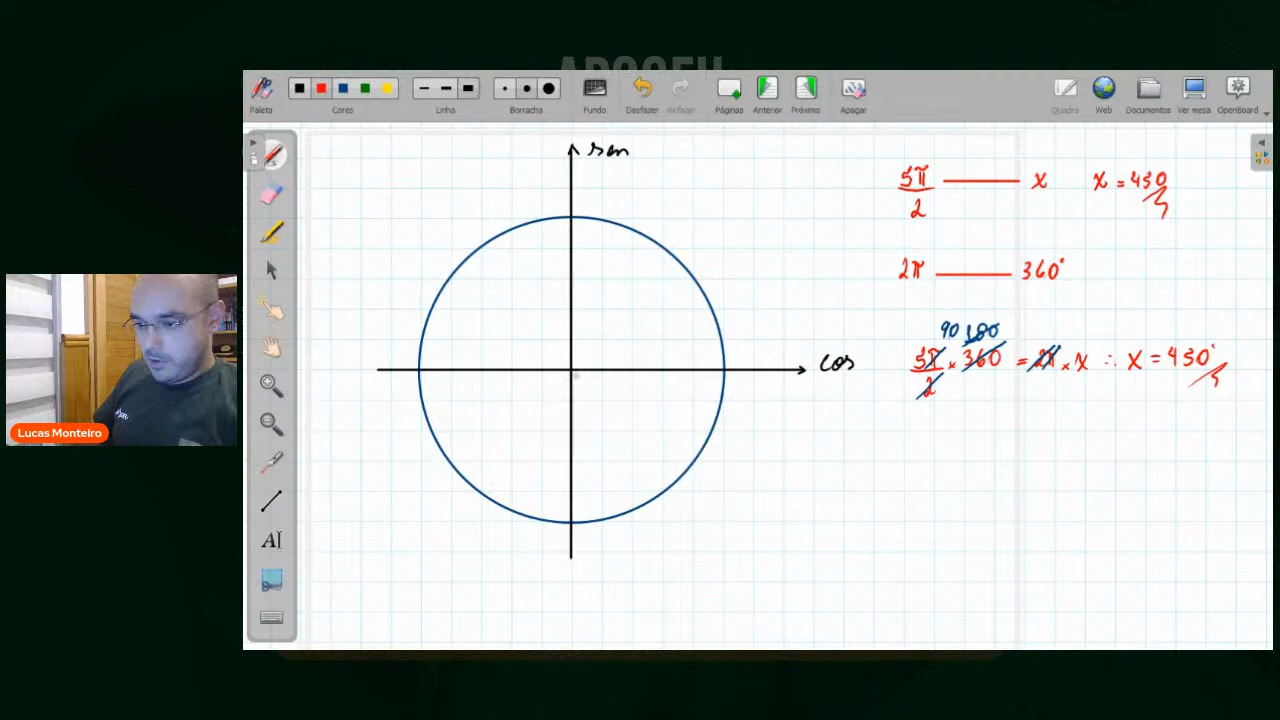 Paleta Cores Linha Borracha Fundo Desfazer Refazer Páginas Anterior Próximo Apagar Quadro Web Documentos Ver mesa OpenBoard
sen
5π/2 —— x x = 450
2π —— 360°
90 180
5π/2 × 360 = 2π × x ∴ x = 450°
cos
Lucas Monteiro
AI